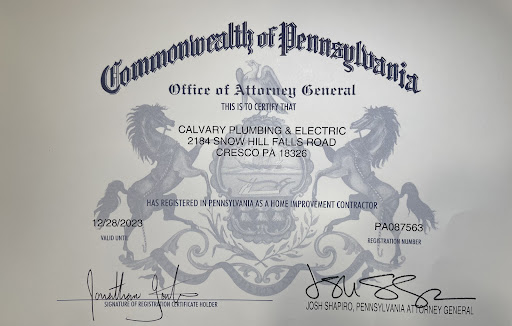 Commonwealth of Pennsylvania
Office of Attorney General
THIS IS TO CERTIFY THAT
CALVARY PLUMBING & ELECTRIC
2184 SNOW HILL FALLS ROAD
CRESCO PA 18326
HAS REGISTERED IN PENNSYLVANIA AS A HOME IMPROVEMENT CONTRACTOR
12/28/2023
VALID UNTIL
PA087563
REGISTRATION NUMBER
Jonathan
SIGNATURE OF REGISTRATION CERTIFICATE HOLDER
JOSH SHAPIRO, PENNSYLVANIA ATTORNEY GENERAL